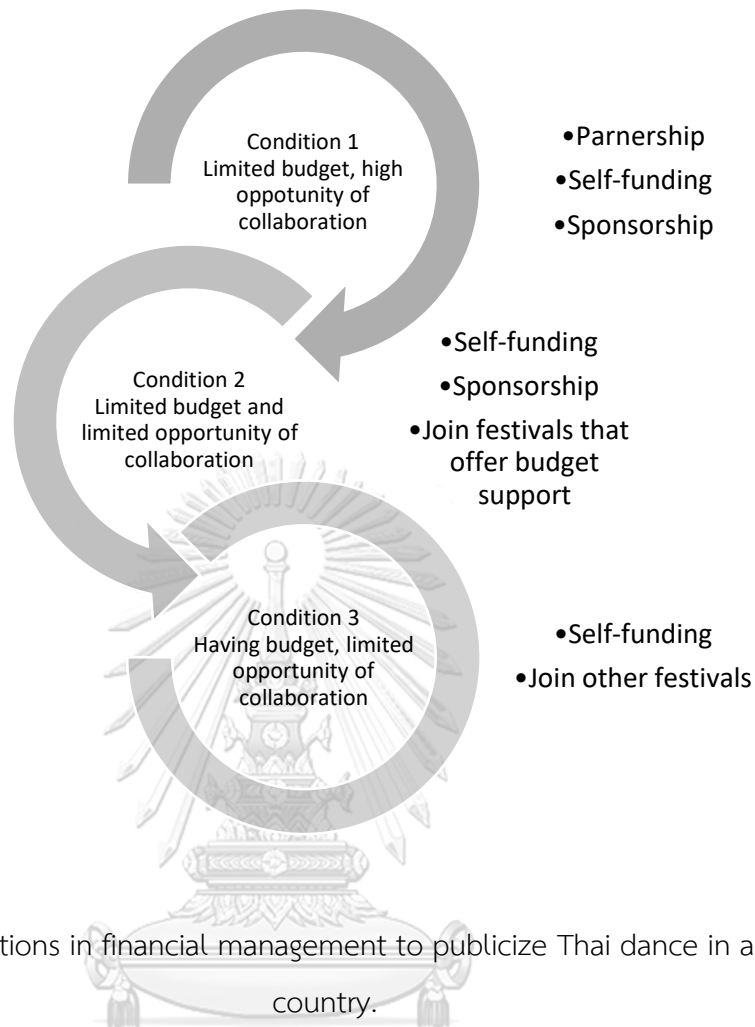 Condition 1
Limited budget, high
oppotunity of
collaboration
•Parnership
•Self-funding
•Sponsorship
Condition 2
Limited budget and
limited opportunity of
collaboration
•Self-funding
•Sponsorship
•Join festivals that
offer budget
support
Condition 3
Having budget, limited
opportunity of
collaboration
•Self-funding
•Join other festivals
tions in financial management to publicize Thai dance in a
country.